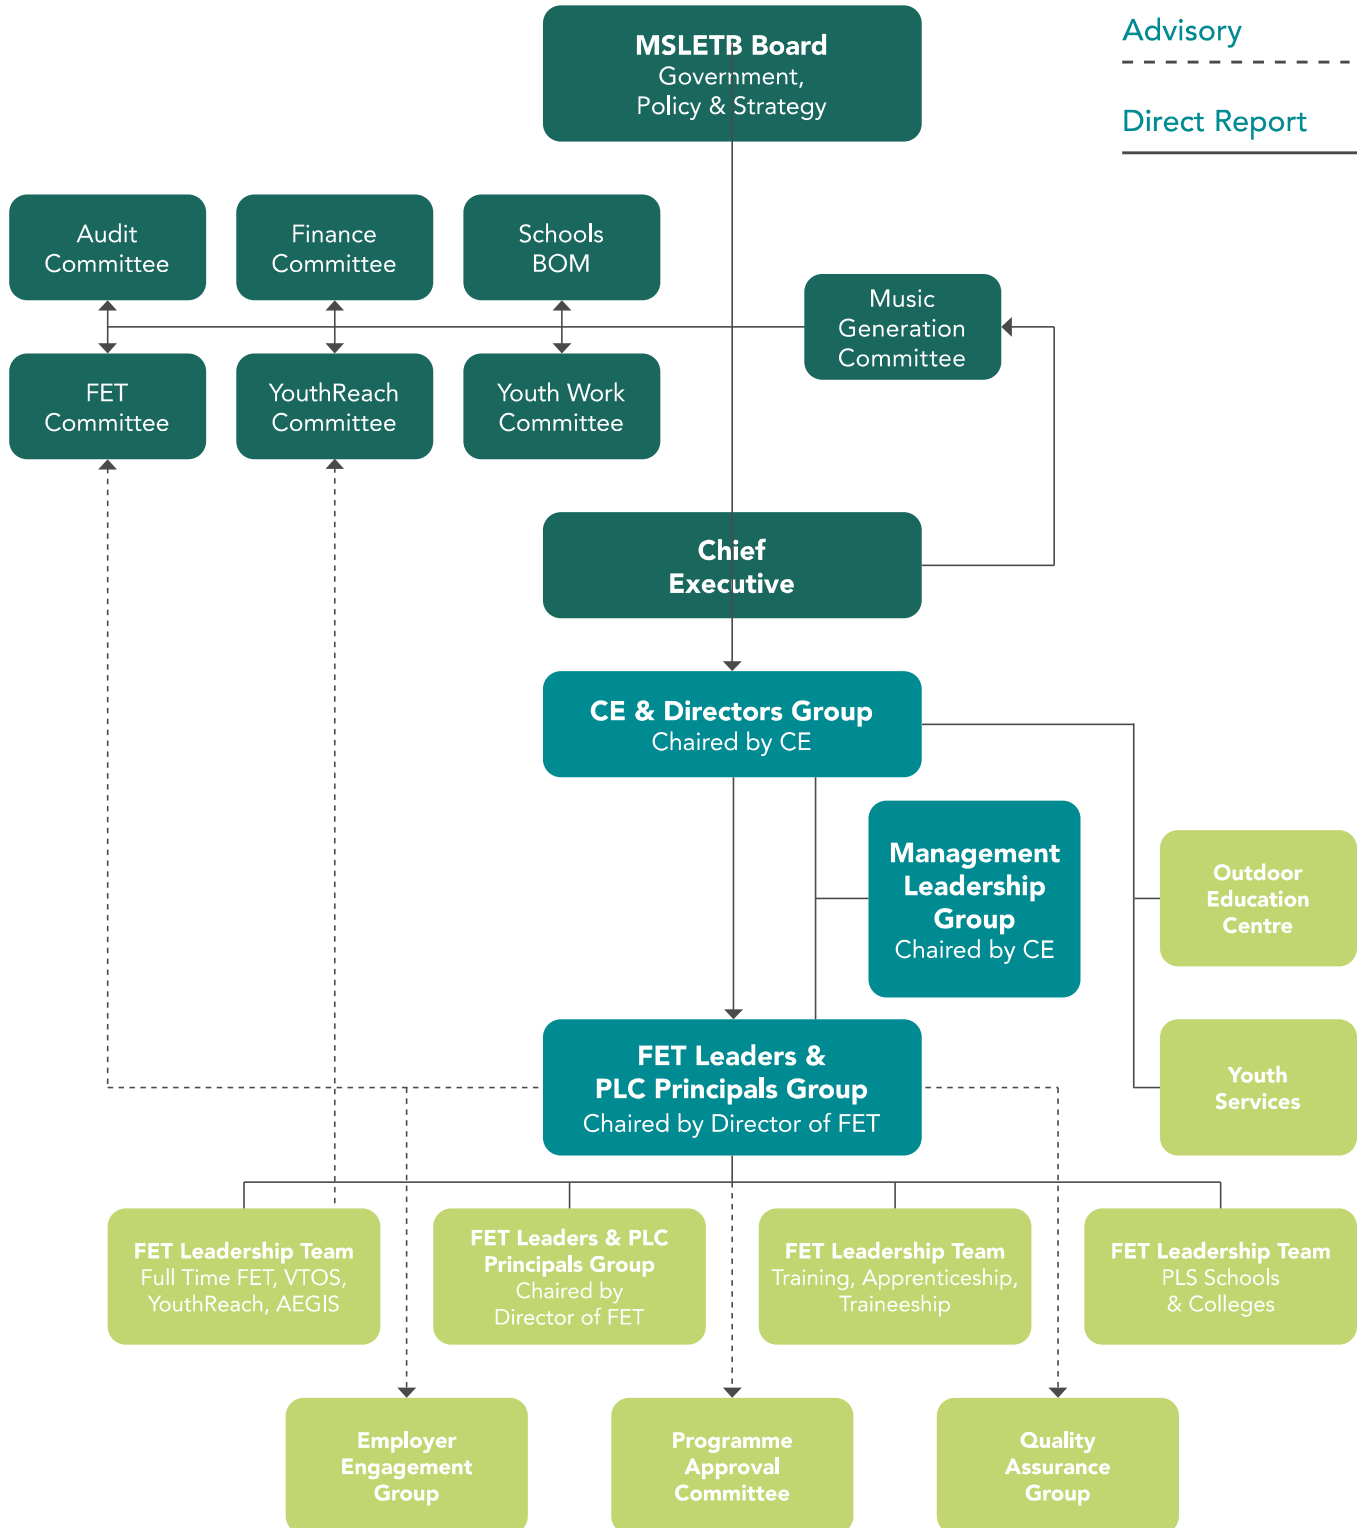 MSLETB Board
Government,
Policy & Strategy
Advisory
Direct Report
Audit
Committee
Finance
Committee
Schools
BOM
Music
Generation
Committee
FET
Committee
YouthReach
Committee
Youth Work
Committee
Chief
Executive
CE & Directors Group
Chaired by CE
Management
Leadership
Group
Chaired by CE
Outdoor
Education
Centre
FET Leaders &
PLC Principals Group
Chaired by Director of FET
Youth
Services
FET Leadership Team
Full Time FET, VTOS,
YouthReach, AEGIS
FET Leaders & PLC
Principals Group
Chaired by
Director of FET
FET Leadership Team
Training, Apprenticeship,
Traineeship
FET Leadership Team
PLS Schools
& Colleges
Employer
Engagement
Group
Programme
Approval
Committee
Quality
Assurance
Group